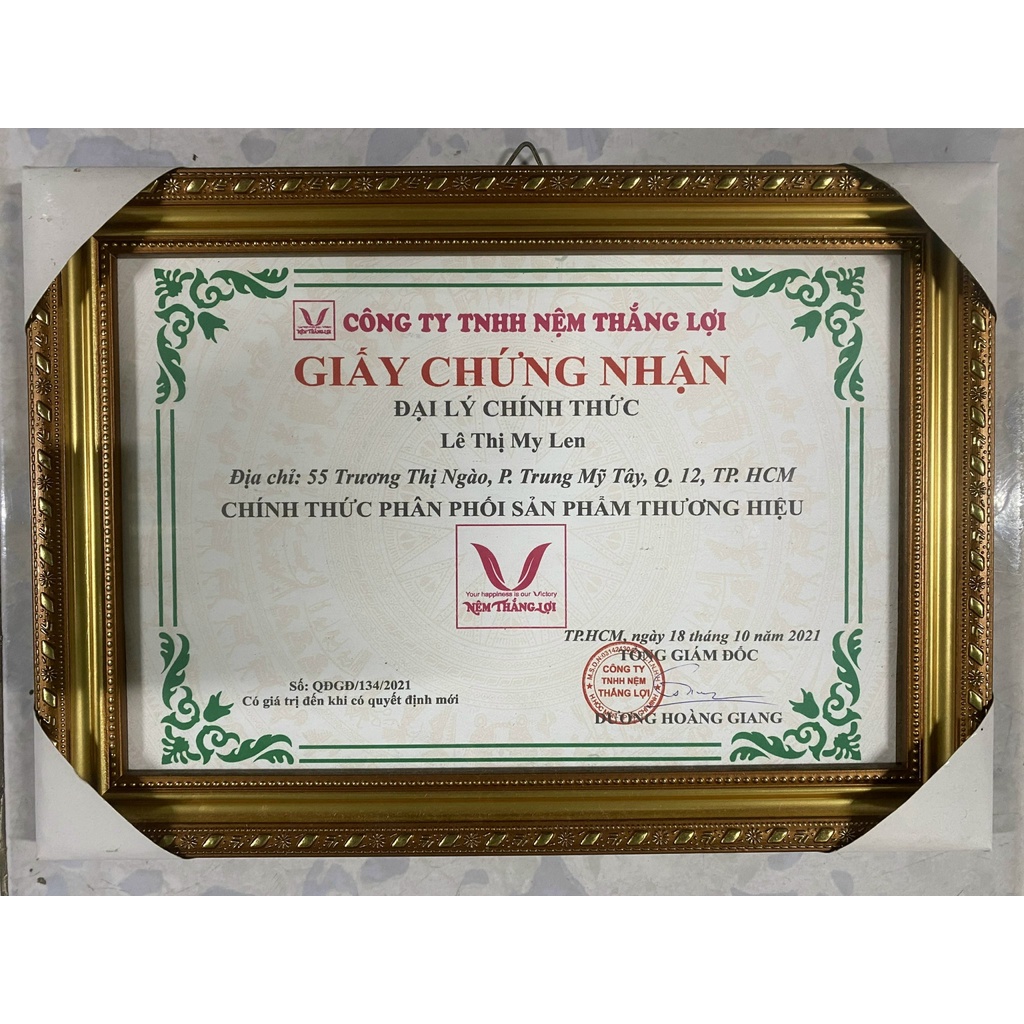 NỆM THẮNG LỢI
CÔNG TY TNHH NỆM THẮNG LỢI
GIẤY CHỨNG NHẬN
ĐẠI LÝ CHÍNH THỨC
Lê Thị My Len
Địa chỉ: 55 Trương Thị Ngào, P. Trung Mỹ Tây, Q. 12, TP. HCM
CHÍNH THỨC PHÂN PHỐI SẢN PHẨM THƯƠNG HIỆU
Your happiness is our Victory
NỆM THẮNG LỢI
TP.HCM, ngày 18 tháng 10 năm 2021
TỔNG GIÁM ĐỐC
CÔNG TY
TNHH NỆM
THẮNG LỢI
DƯƠNG HOÀNG GIANG
Số: QĐGĐ/134/2021
Có giá trị đến khi có quyết định mới